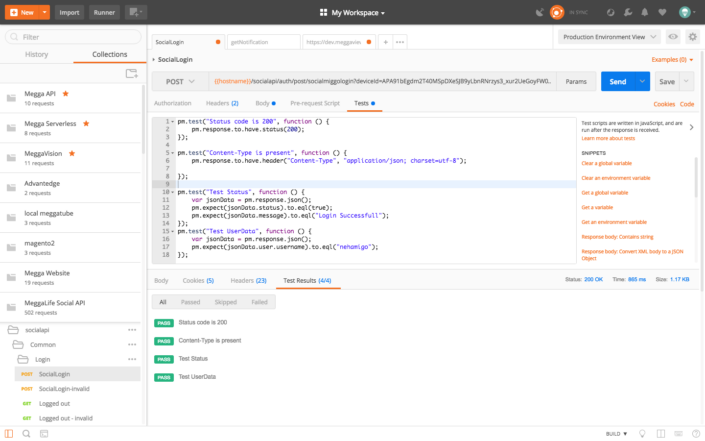 New Import Runner My Workspace IN SYNC
Filter
History Collections
Megga API
10 requests
Megga Serverless
8 requests
MeggaVision
11 requests
Advantedge
2 requests
local meggatube
3 requests
magento2
3 requests
Megga Website
19 requests
MeggaLife Social API
502 requests
socialapi
Common
Login
POST SocialLogin
POST SocialLogin-invalid
GET Logged out
GET Logged out - invalid
SocialLogin getNotification https://dev.meggavis
Production Environment View
SocialLogin Examples (0)
POST {{hostname}}/socialapi/auth/post/socialmiggologin?deviceId= Params Send Save
Authorization Headers (2) Body Pre-request Script Tests Cookies Code
1 pm.test("Status code is 200", function () {
2 pm.response.to.have.status(200);
3 });
4
5 pm.test("Content-Type is present", function () {
6 pm.response.to.have.header("Content-Type", "application/json; charset=utf-8");
7
8 });
9
10 pm.test("Test Status", function () {
11 var jsonData = pm.response.json();
12 pm.expect(jsonData.status).to.eql(true);
13 pm.expect(jsonData.message).to.eql("Login Successfull");
14 });
15 pm.test("Test UserData", function () {
16 var jsonData = pm.response.json();
17 pm.expect(jsonData.user.username).to.eql("nehamigo");
18 });
Test scripts are written in JavaScript, and are
run after the response is received.
Learn more about tests
SNIPPETS
Clear a global variable
Clear an environment variable
Get a global variable
Get a variable
Get an environment variable
Response body: Contains string
Response body: Convert XML body to a JSON
Object
Body Cookies (5) Headers (23) Test Results (4/4) Status: 200 OK Time: 865 ms Size: 1.17 KB
All Passed Skipped Failed
PASS Status code is 200
PASS Content-Type is present
PASS Test Status
PASS Test UserData
BUILD